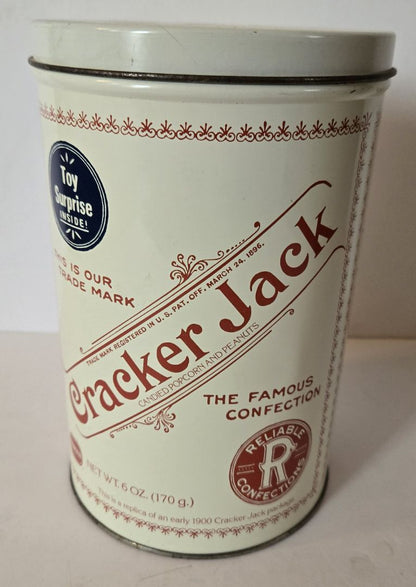 Toy
Surprise
INSIDE!
THIS IS OUR
TRADE MARK
TRADE MARK REGISTERED IN U.S. PAT. OFF. MARCH 24, 1896.
Cracker Jack
CANDIED POPCORN AND PEANUTS
THE FAMOUS
CONFECTION
RELIABLE
R
CONFECTIONS
NET WT. 6 OZ. (170 g.)
This is a replica of an early 1900 Cracker Jack package.